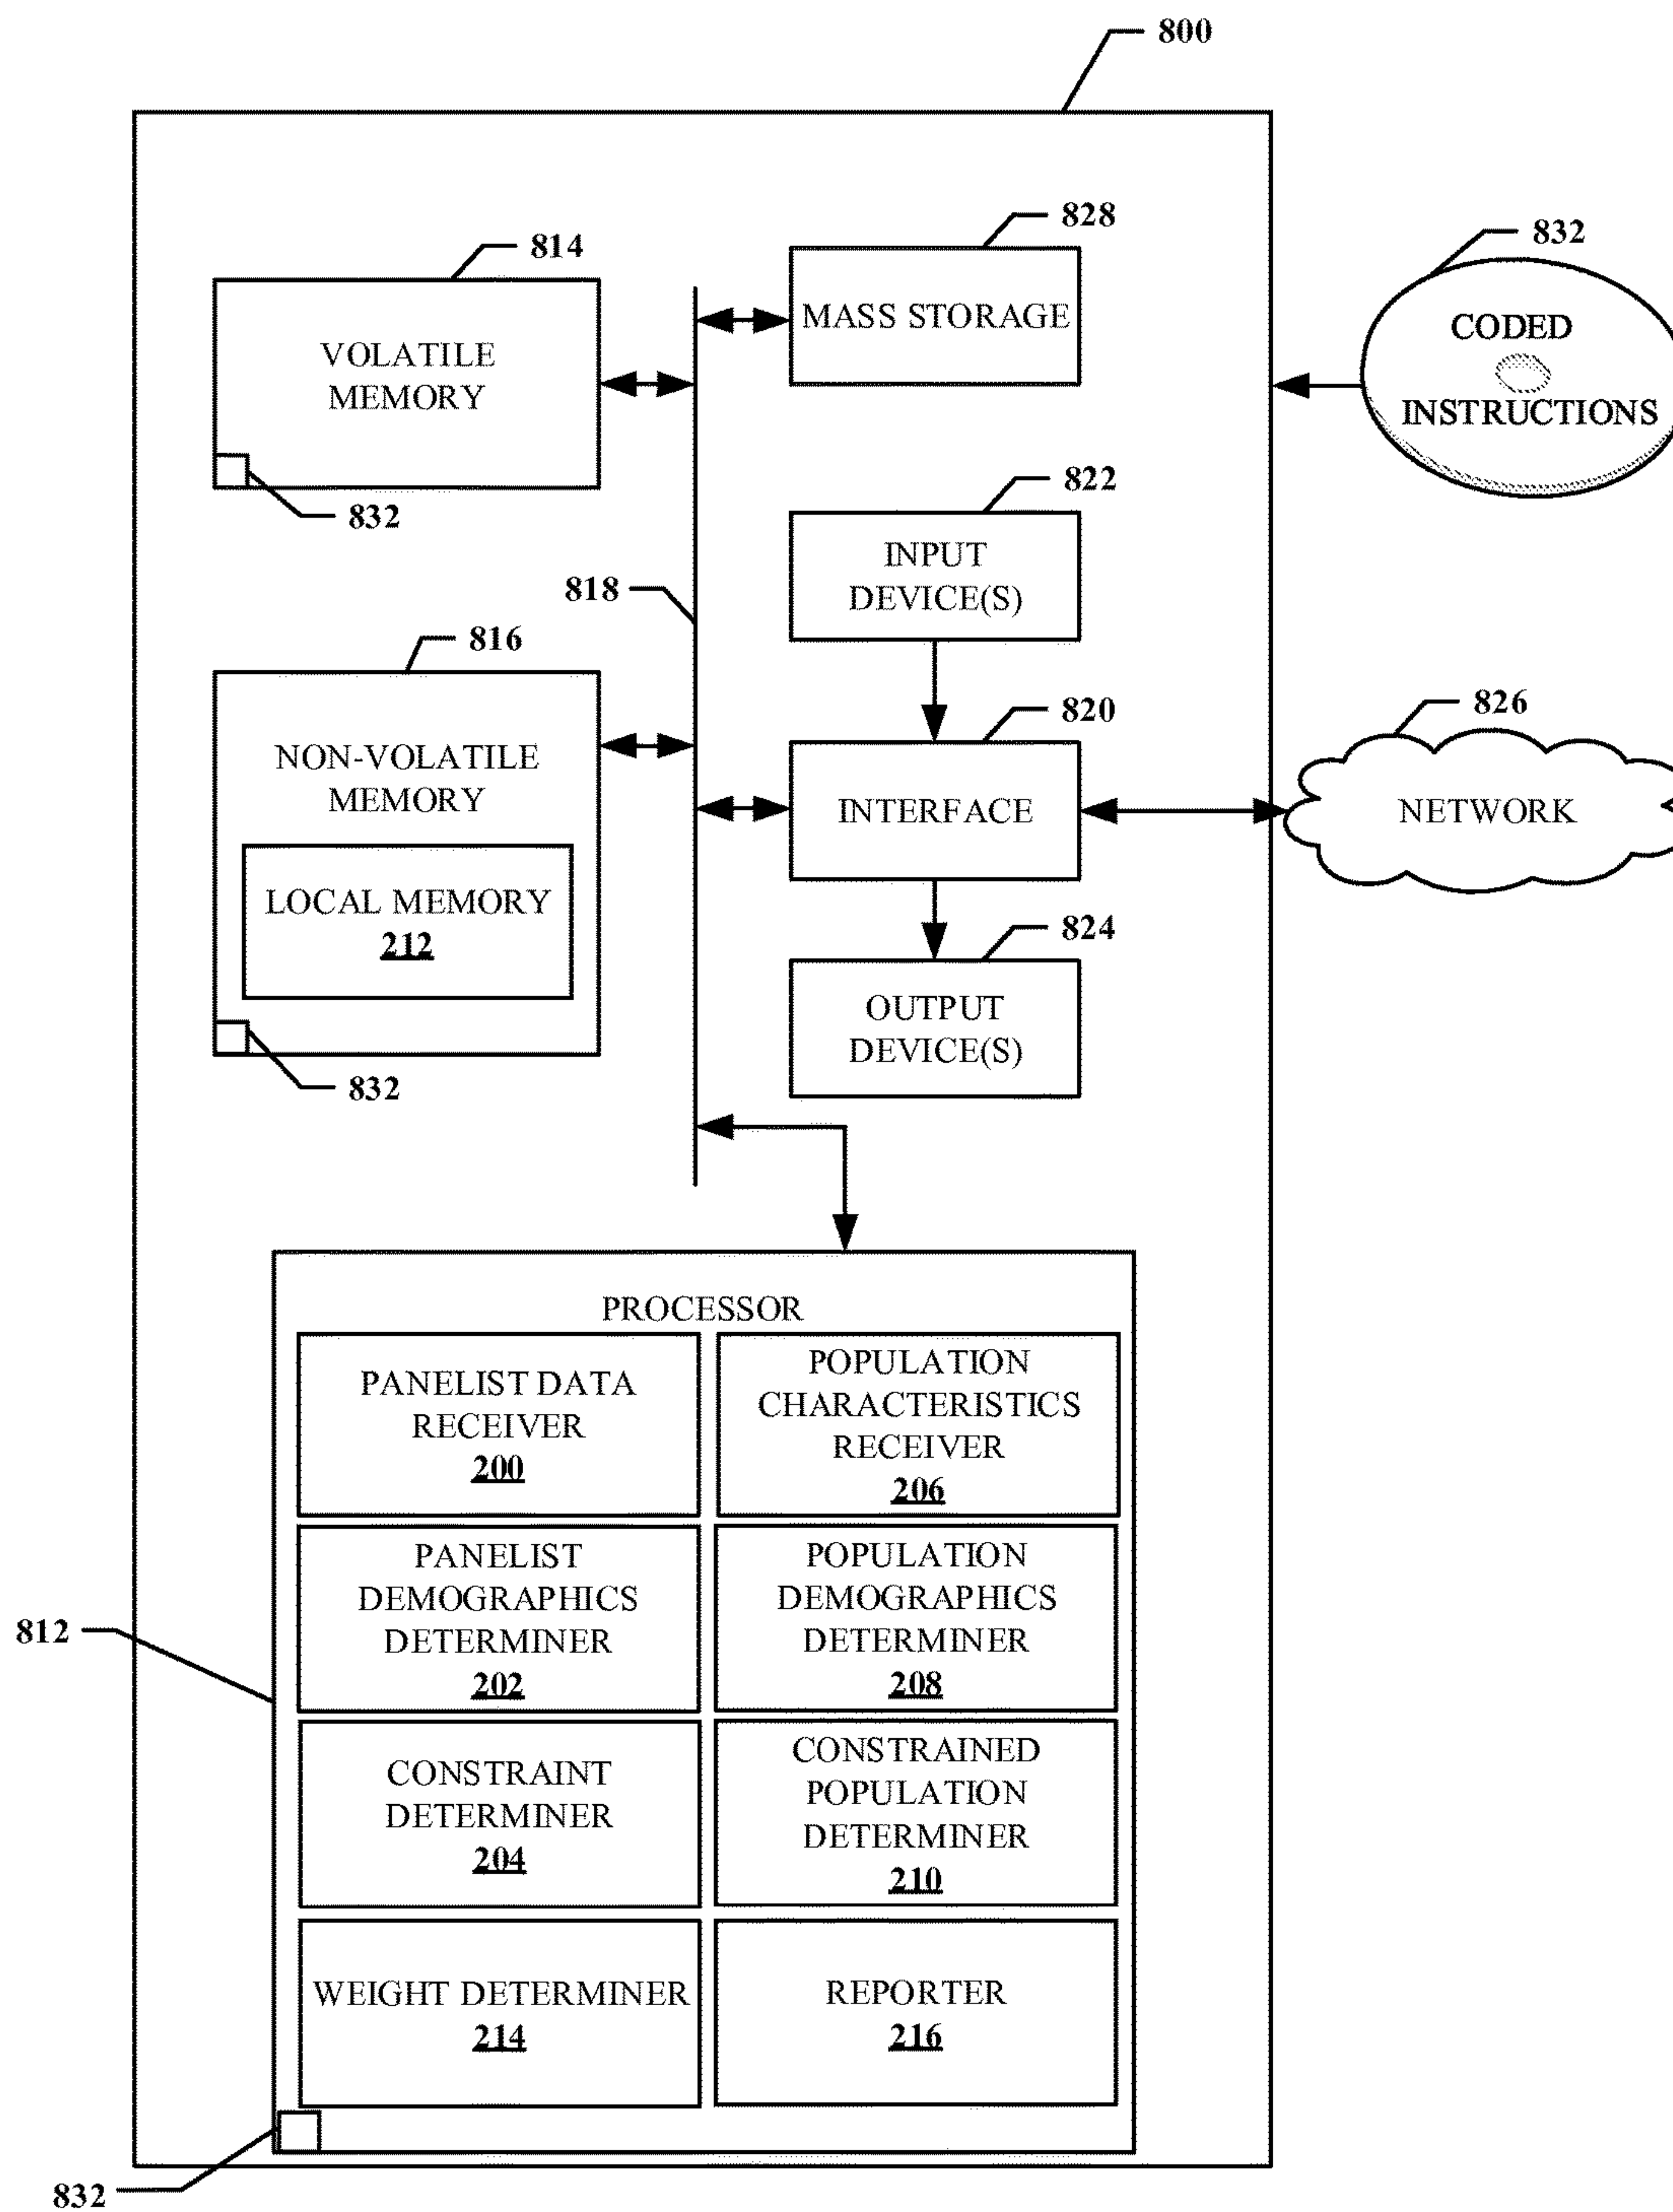 800
828
814
832
MASS STORAGE
CODED
INSTRUCTIONS
VOLATILE
MEMORY
832
822
INPUT
DEVICE(S)
818
816
820
826
NON-VOLATILE
MEMORY
INTERFACE
NETWORK
LOCAL MEMORY
212
824
OUTPUT
DEVICE(S)
832
PROCESSOR
PANELIST DATA
RECEIVER
200
POPULATION
CHARACTERISTICS
RECEIVER
206
PANELIST
DEMOGRAPHICS
DETERMINER
202
POPULATION
DEMOGRAPHICS
DETERMINER
208
812
CONSTRAINT
DETERMINER
204
CONSTRAINED
POPULATION
DETERMINER
210
WEIGHT DETERMINER
214
REPORTER
216
832